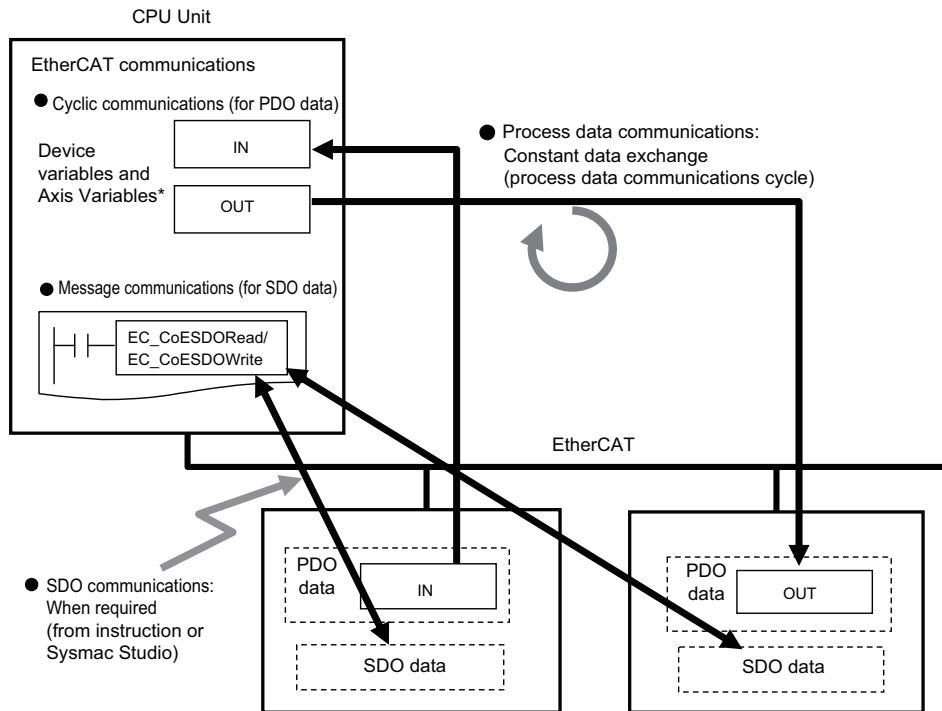 CPU Unit
EtherCAT communications
● Cyclic communications (for PDO data)
Device
variables and
Axis Variables*
IN
OUT
● Process data communications:
Constant data exchange
(process data communications cycle)
● Message communications (for SDO data)
EC_CoESDORead/
EC_CoESDOWrite
EtherCAT
● SDO communications:
When required
(from instruction or
Sysmac Studio)
PDO
data
IN
SDO data
PDO
data
OUT
SDO data